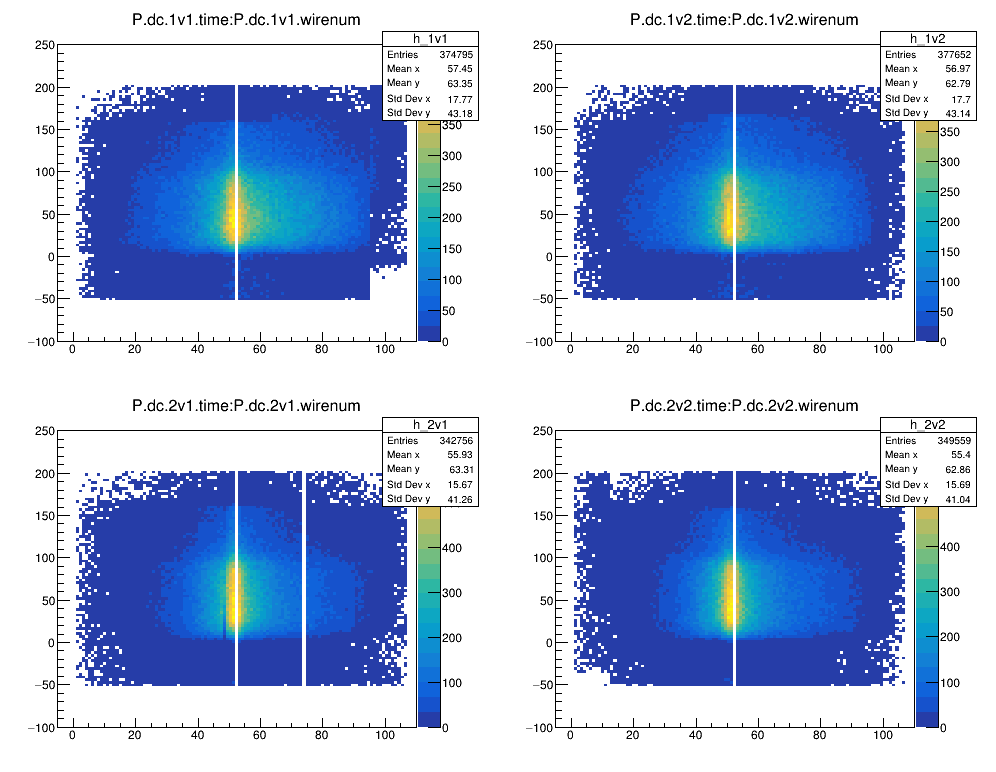 P.dc.1v1.time:P.dc.1v1.wirenum
h_1v1
Entries 374795
Mean x 57.45
Mean y 63.35
Std Dev x 17.77
Std Dev y 43.18
250
200
150
100
50
0
−50
−100
0 20 40 60 80 100
350
300
250
200
150
100
50
0
P.dc.1v2.time:P.dc.1v2.wirenum
h_1v2
Entries 377652
Mean x 56.97
Mean y 62.79
Std Dev x 17.7
Std Dev y 43.14
250
200
150
100
50
0
−50
−100
0 20 40 60 80 100
350
300
250
200
150
100
50
0
P.dc.2v1.time:P.dc.2v1.wirenum
h_2v1
Entries 342756
Mean x 55.93
Mean y 63.31
Std Dev x 15.67
Std Dev y 41.26
250
200
150
100
50
0
−50
−100
0 20 40 60 80 100
400
300
200
100
0
P.dc.2v2.time:P.dc.2v2.wirenum
h_2v2
Entries 349559
Mean x 55.4
Mean y 62.86
Std Dev x 15.69
Std Dev y 41.04
250
200
150
100
50
0
−50
−100
0 20 40 60 80 100
400
300
200
100
0